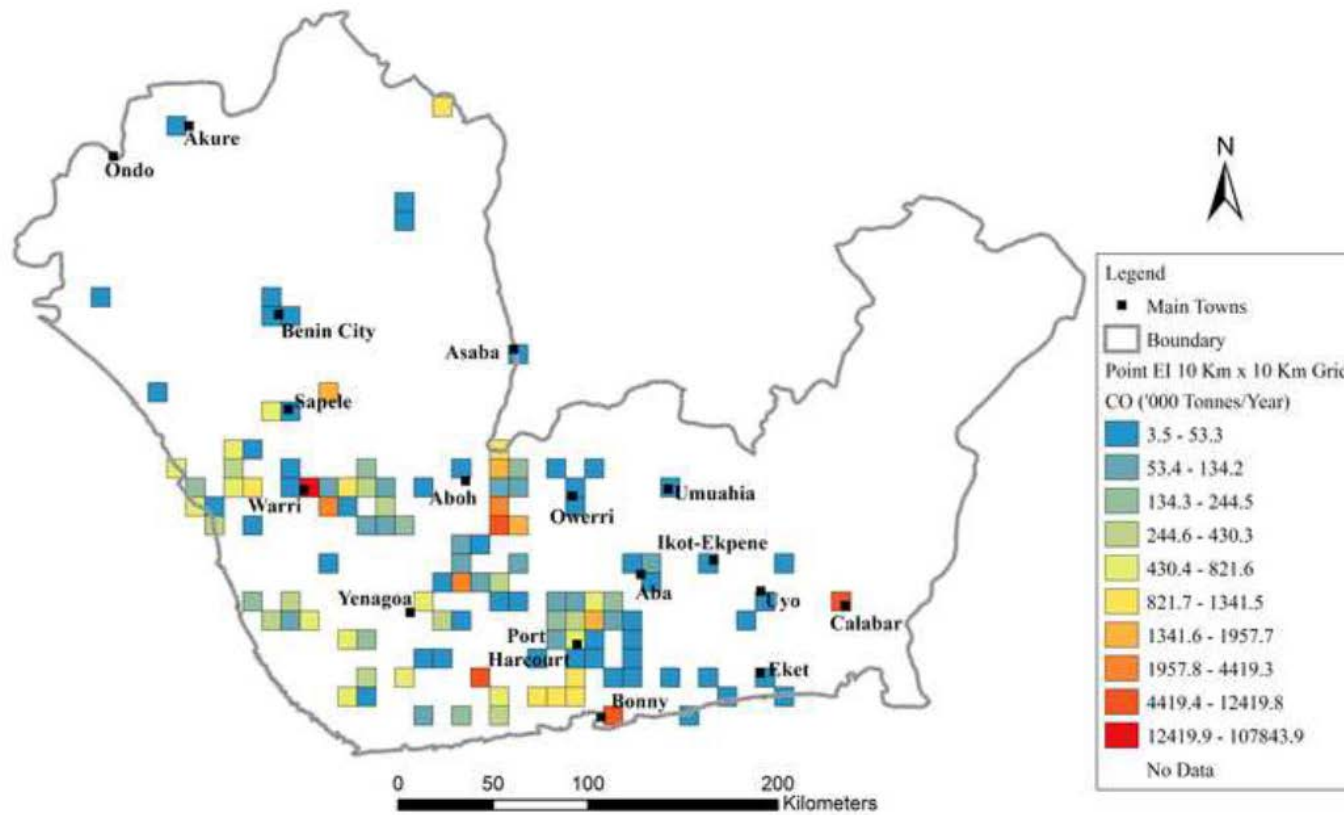 Akure
Ondo
N
Benin City
Asaba
Sapele
Warri
Aboh
Owerri
Umuahia
Ikot-Ekpene
Aba
Uyo
Calabar
Yenagoa
Port
Harcourt
Eket
Bonny
Legend
Main Towns
Boundary
Point EI 10 Km x 10 Km Grid
CO ('000 Tonnes/Year)
3.5 - 53.3
53.4 - 134.2
134.3 - 244.5
244.6 - 430.3
430.4 - 821.6
821.7 - 1341.5
1341.6 - 1957.7
1957.8 - 4419.3
4419.4 - 12419.8
12419.9 - 107843.9
No Data
0 50 100 200
Kilometers